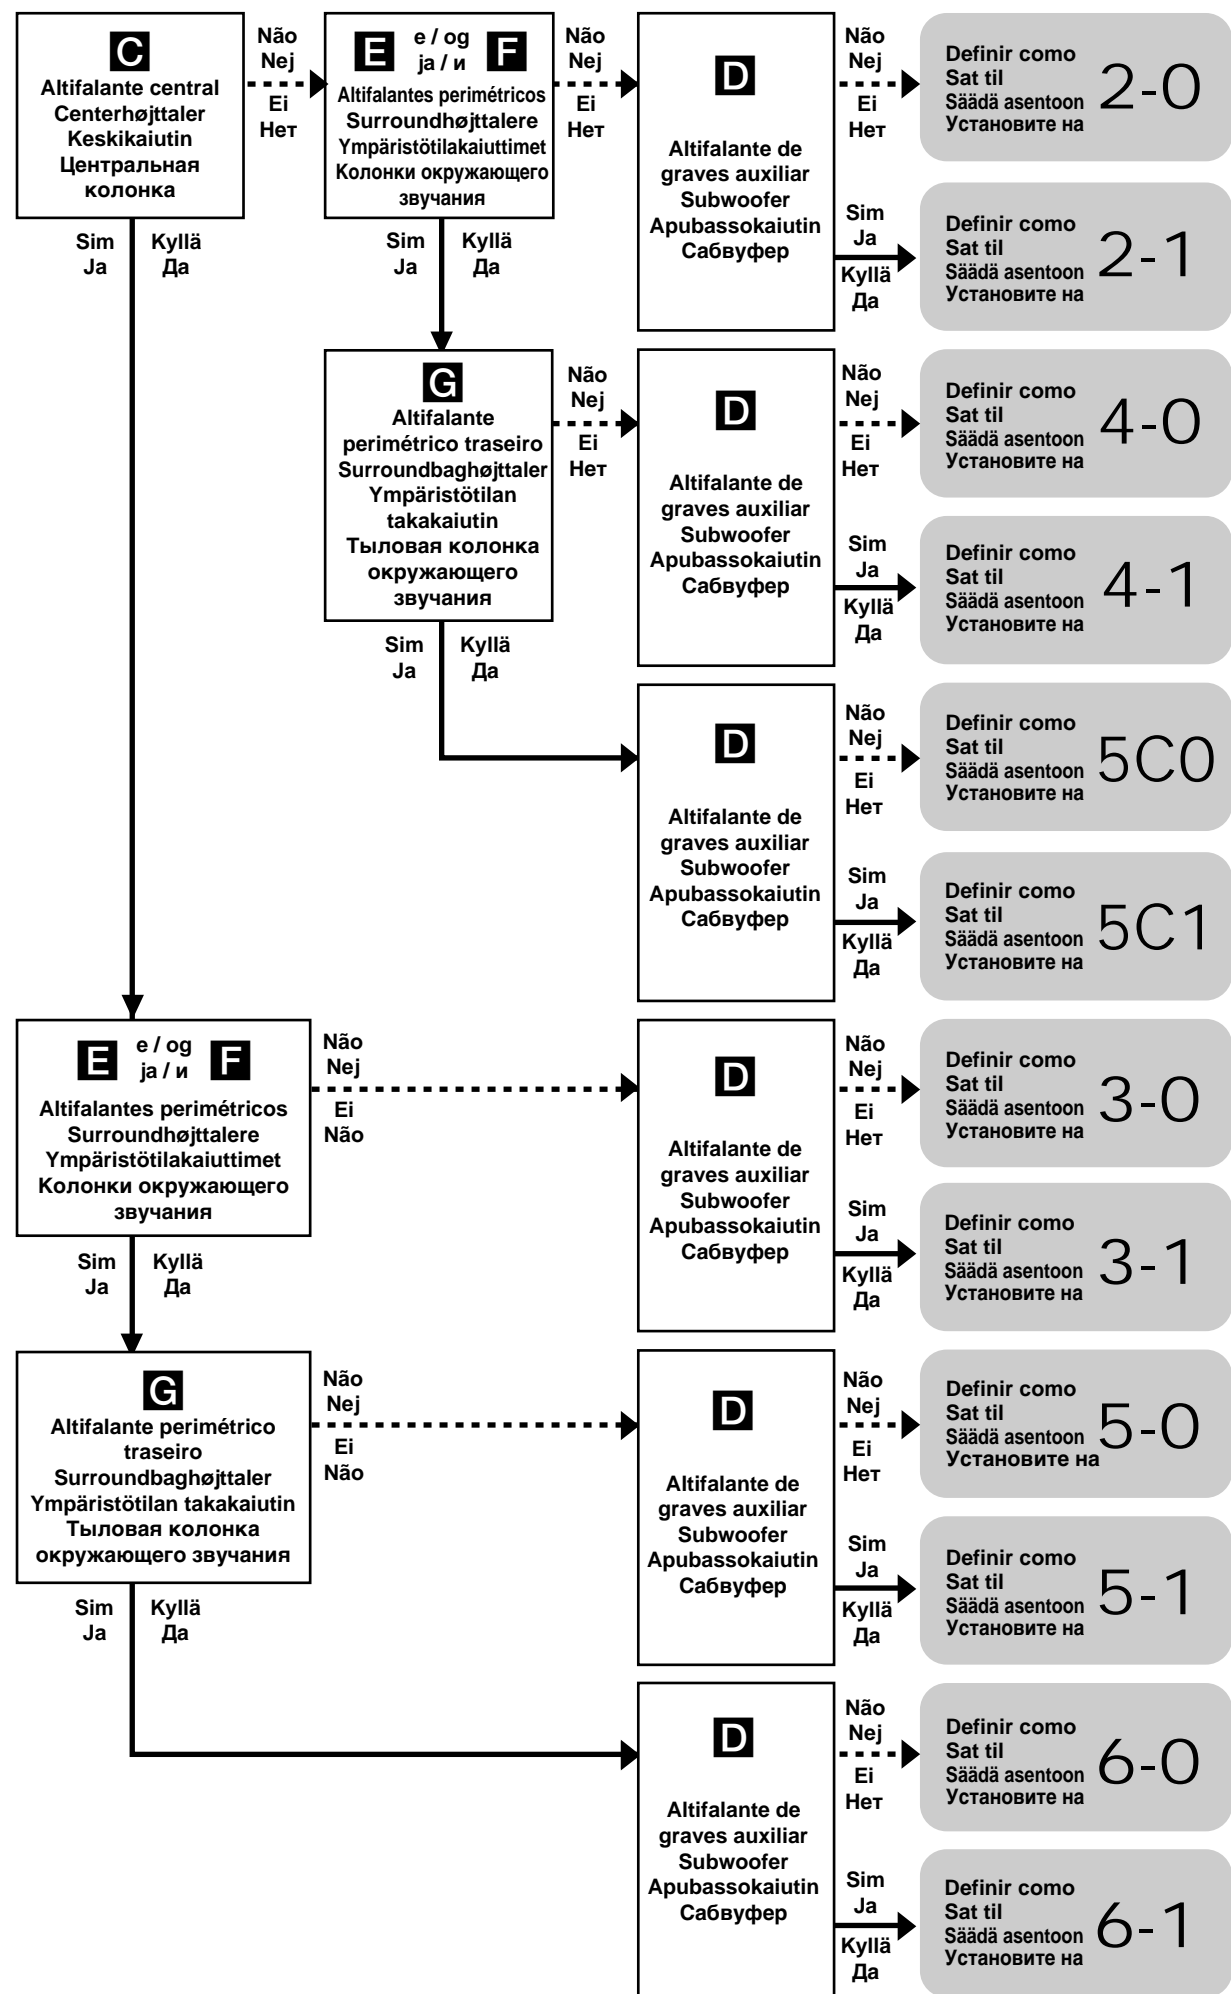 C
Altifalante central
Centerhøjttaler
Keskikaiutin
Центральная
колонка
Não
Nej
Ei
Нет
E e / og F
ja / и
Altifalantes perimétricos
Surroundhøjttalere
Ympäristötilakaiuttimet
Колонки окружающего
звучания
Não
Nej
Ei
Нет
D
Altifalante de
graves auxiliar
Subwoofer
Apubassokaiutin
Сабвуфер
Não
Nej
Ei
Нет
Definir como
Sat til
Säädä asentoon
Установите на
2-0
Sim
Ja
Kyllä
Да
Definir como
Sat til
Säädä asentoon
Установите на
2-1
Sim Kyllä
Ja Да
Sim Kyllä
Ja Да
G
Altifalante
perimétrico traseiro
Surroundbaghøjttaler
Ympäristötilan
takakaiutin
Тыловая колонка
окружающего
звучания
Não
Nej
Ei
Нет
D
Altifalante de
graves auxiliar
Subwoofer
Apubassokaiutin
Сабвуфер
Não
Nej
Ei
Нет
Definir como
Sat til
Säädä asentoon
Установите на
4-0
Sim
Ja
Kyllä
Да
Definir como
Sat til
Säädä asentoon
Установите на
4-1
Sim Kyllä
Ja Да
D
Altifalante de
graves auxiliar
Subwoofer
Apubassokaiutin
Сабвуфер
Não
Nej
Ei
Нет
Definir como
Sat til
Säädä asentoon
Установите на
5C0
Sim
Ja
Kyllä
Да
Definir como
Sat til
Säädä asentoon
Установите на
5C1
E e / og F
ja / и
Altifalantes perimétricos
Surroundhøjttalere
Ympäristötilakaiuttimet
Колонки окружающего
звучания
Não
Nej
Ei
Não
D
Altifalante de
graves auxiliar
Subwoofer
Apubassokaiutin
Сабвуфер
Não
Nej
Ei
Нет
Definir como
Sat til
Säädä asentoon
Установите на
3-0
Sim
Ja
Kyllä
Да
Definir como
Sat til
Säädä asentoon
Установите на
3-1
Sim Kyllä
Ja Да
G
Altifalante perimétrico
traseiro
Surroundbaghøjttaler
Ympäristötilan takakaiutin
Тыловая колонка
окружающего звучания
Não
Nej
Ei
Não
D
Altifalante de
graves auxiliar
Subwoofer
Apubassokaiutin
Сабвуфер
Não
Nej
Ei
Нет
Definir como
Sat til
Säädä asentoon
Установите на
5-0
Sim
Ja
Kyllä
Да
Definir como
Sat til
Säädä asentoon
Установите на
5-1
Sim Kyllä
Ja Да
D
Altifalante de
graves auxiliar
Subwoofer
Apubassokaiutin
Сабвуфер
Não
Nej
Ei
Нет
Definir como
Sat til
Säädä asentoon
Установите на
6-0
Sim
Ja
Kyllä
Да
Definir como
Sat til
Säädä asentoon
Установите на
6-1